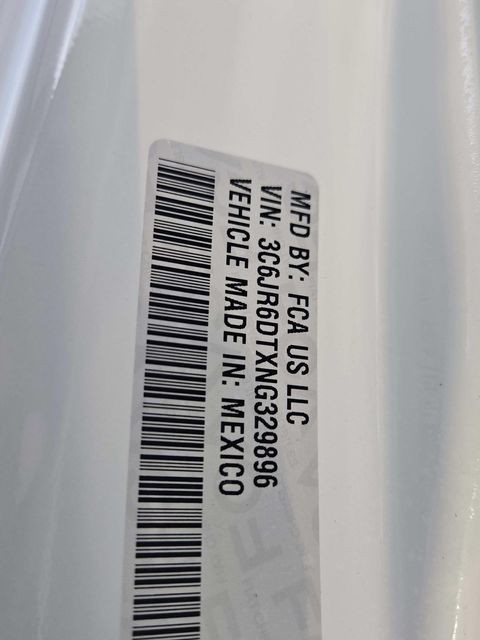 MFD BY: FCA US LLC
VIN: 3C6JR6DTXNG329896
VEHICLE MADE IN: MEXICO